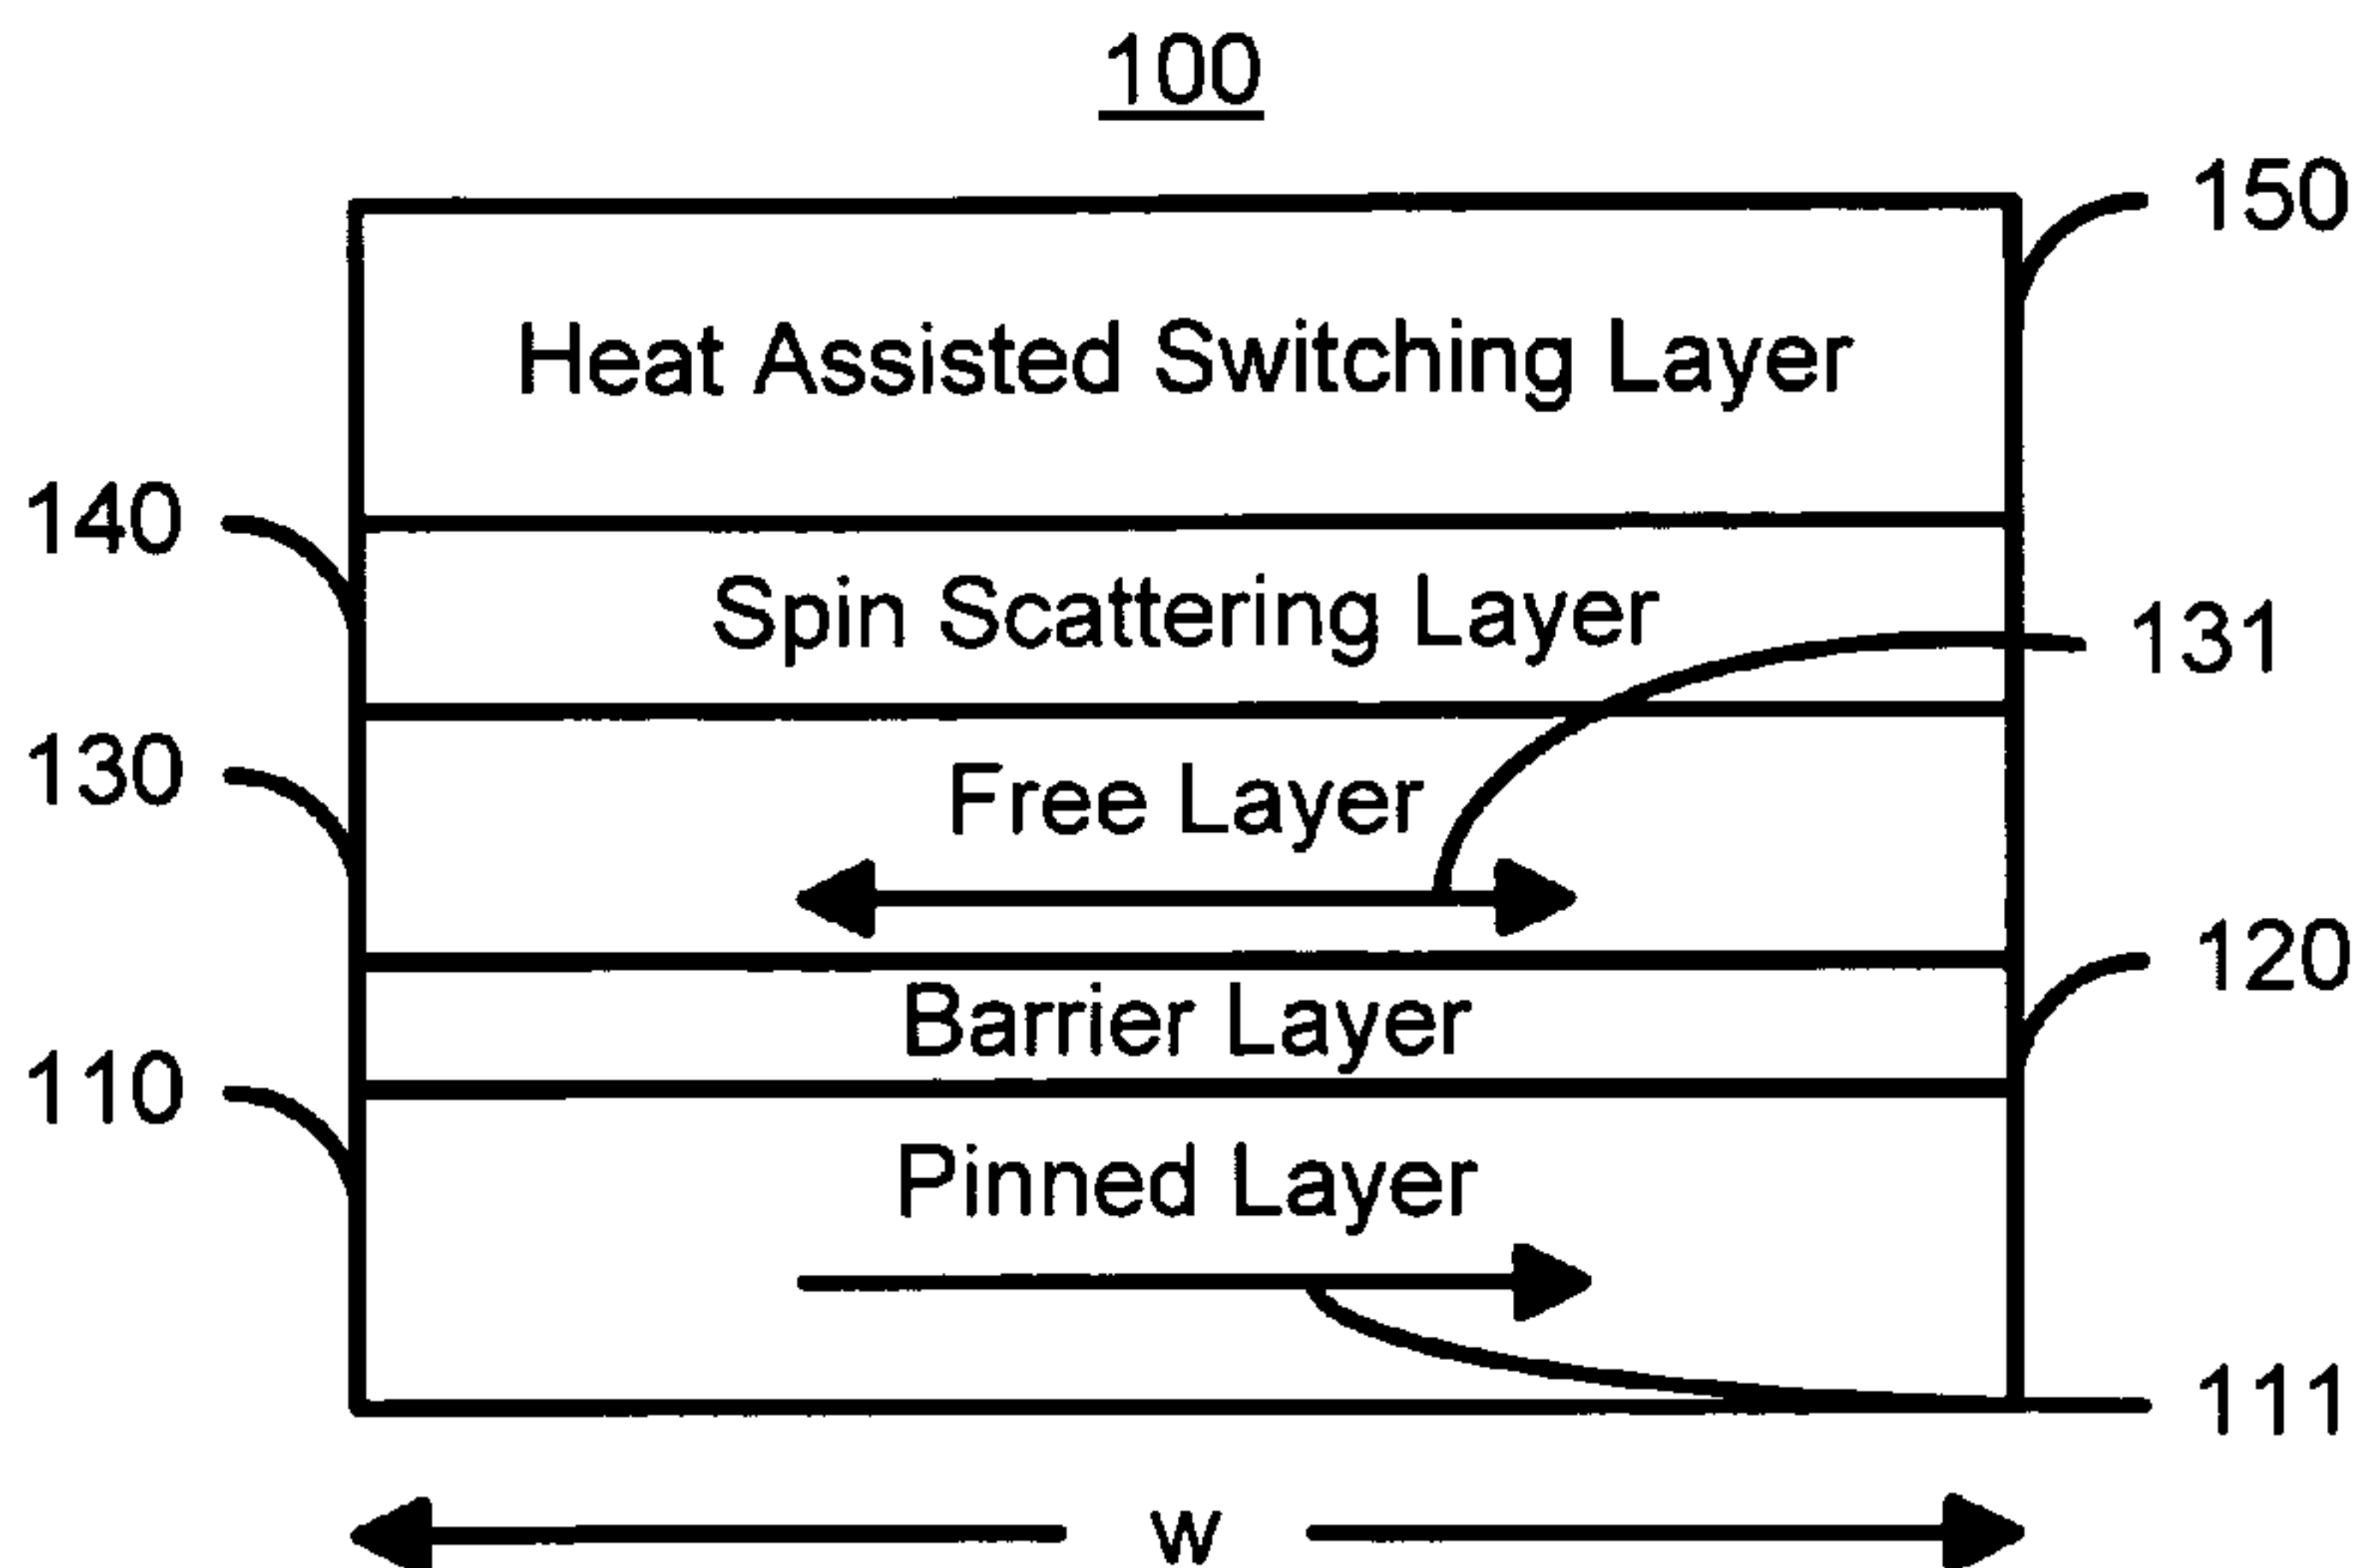 100
150
Heat Assisted Switching Layer
140
Spin Scattering Layer
131
130
Free Layer
120
Barrier Layer
110
Pinned Layer
111
w